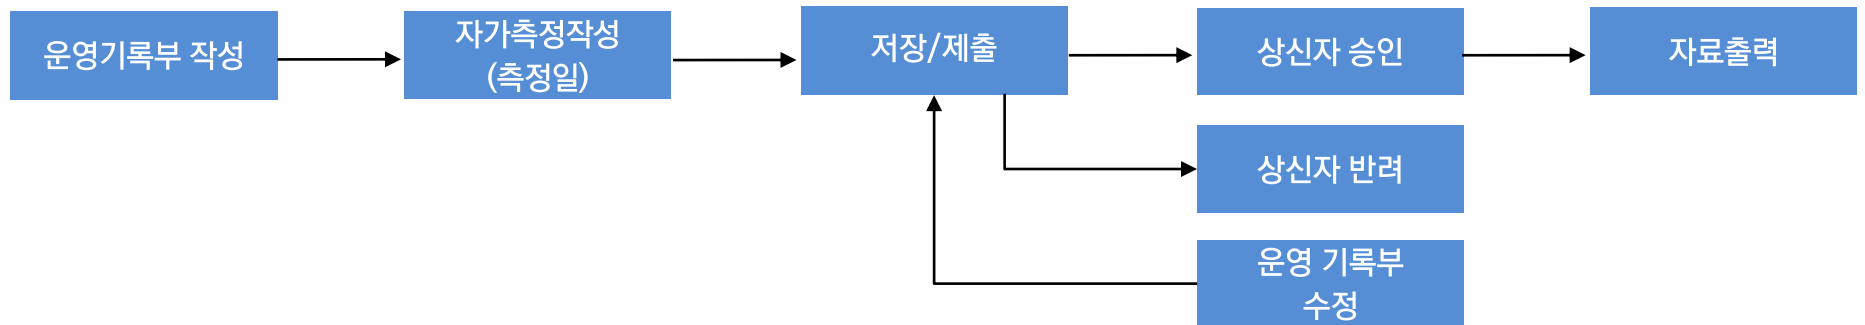 운영기록부 작성
자가측정작성
(측정일)
저장/제출
상신자 승인
자료출력
상신자 반려
운영 기록부
수정